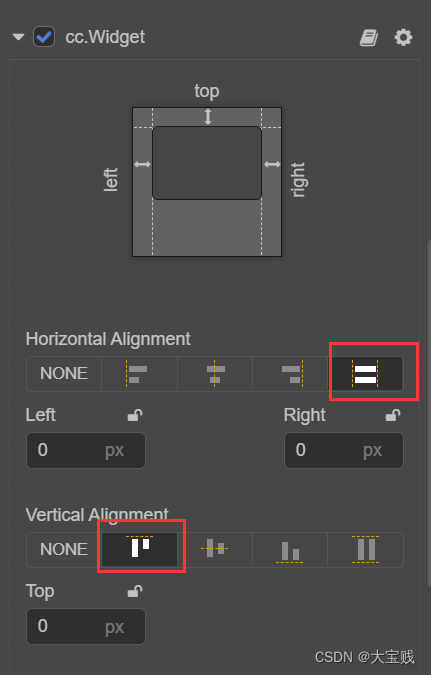 cc.Widget
top
left
right
Horizontal Alignment
NONE
Left Right
0 px 0 px
Vertical Alignment
NONE
Top
0 px
CSDN @大宝贱